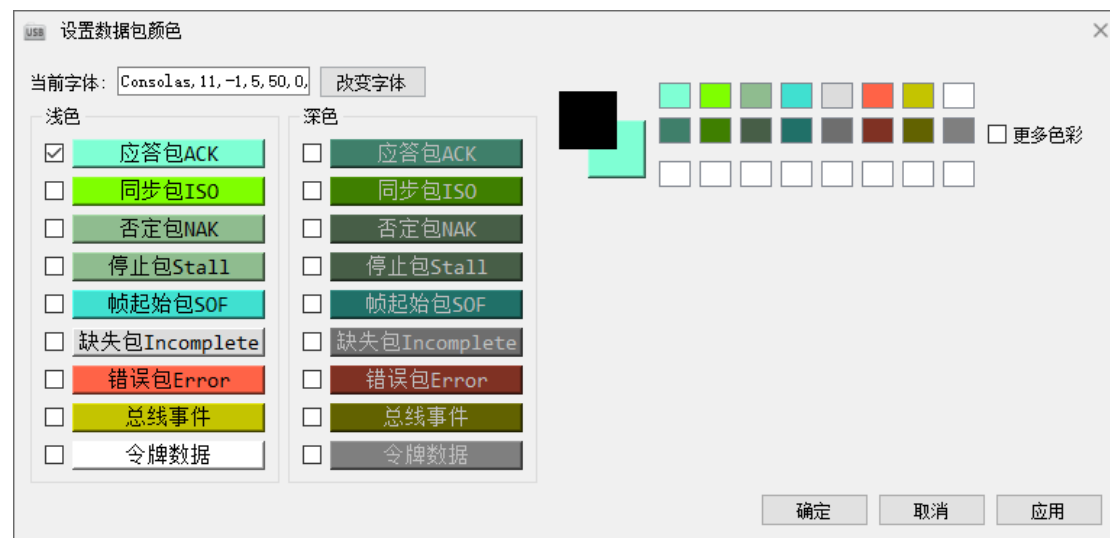 USB 设置数据包颜色
当前字体： Consolas,11,-1,5,50,0, 改变字体
浅色
应答包ACK
同步包ISO
否定包NAK
停止包Stall
帧起始包SOF
缺失包Incomplete
错误包Error
总线事件
令牌数据
深色
应答包ACK
同步包ISO
否定包NAK
停止包Stall
帧起始包SOF
缺失包Incomplete
错误包Error
总线事件
令牌数据
更多色彩
确定 取消 应用